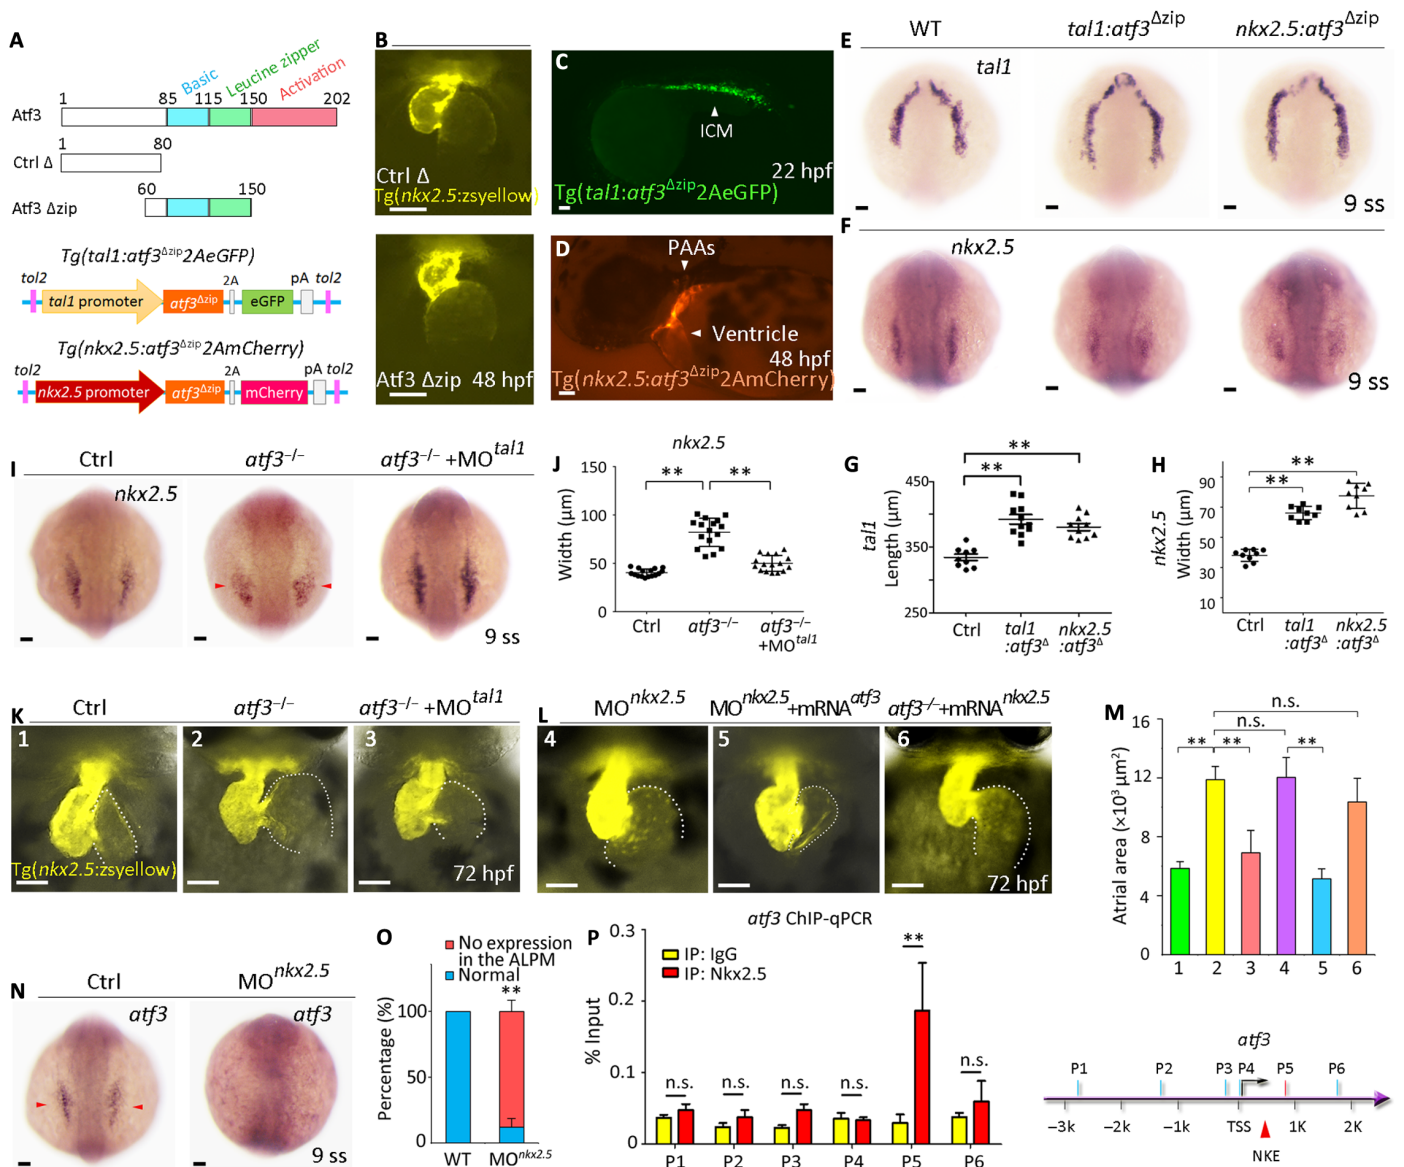 A
Basic
Leucine zipper
Activation
1 85 115 150 202
Atf3
1 80
Ctrl Δ
60 150
Atf3 Δzip
Tg(tal1:atf3Δzip2AeGFP)
tol2 2A pA tol2
tal1 promoter atf3Δzip eGFP
Tg(nkx2.5:atf3Δzip2AmCherry)
tol2 2A pA tol2
nkx2.5 promoter atf3Δzip mCherry
B
Ctrl Δ
Tg(nkx2.5:zsyellow)
Atf3 Δzip 48 hpf
C
ICM
22 hpf
Tg(tal1:atf3Δzip2AeGFP)
D
PAAs
Ventricle
48 hpf
Tg(nkx2.5:atf3Δzip2AmCherry)
E
WT tal1:atf3Δzip nkx2.5:atf3Δzip
tal1
9 ss
F
nkx2.5
9 ss
I
Ctrl atf3−/− atf3−/− +MOtal1
nkx2.5
9 ss
J
nkx2.5
Width (μm)
150
100
50
0
** **
Ctrl atf3−/− atf3−/− +MOtal1
G
tal1
Length (μm)
450
350
250
**
**
Ctrl tal1 :atf3Δ nkx2.5 :atf3Δ
H
nkx2.5
Width (μm)
90
70
50
30
10
**
**
Ctrl tal1 :atf3Δ nkx2.5 :atf3Δ
K
Ctrl atf3−/− atf3−/− +MOtal1
1 2 3
Tg(nkx2.5:zsyellow)
72 hpf
L
MOnkx2.5 MOnkx2.5+mRNAatf3 atf3−/−+mRNAnkx2.5
4 5 6
72 hpf
M
Atrial area (×10³ μm²)
16
12
8
4
0
n.s.
n.s.
** ** **
1 2 3 4 5 6
N
Ctrl MOnkx2.5
atf3 atf3
9 ss
O
No expression
in the ALPM
Normal
**
Percentage (%)
100
50
0
WT MOnkx2.5
P
atf3 ChIP-qPCR
IP: IgG
IP: Nkx2.5
% Input
0.3
0.2
0.1
0
n.s. n.s. n.s. n.s. ** n.s.
P1 P2 P3 P4 P5 P6
atf3
P1 P2 P3 P4 P5 P6
−3k −2k −1k TSS 1K 2K
NKE